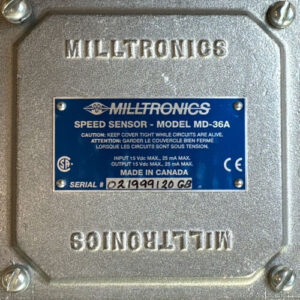 MILLTRONICS
MILLTRONICS
SPEED SENSOR - MODEL MD-36A
CAUTION: KEEP COVER TIGHT WHILE CIRCUITS ARE ALIVE.
ATTENTION: GARDER LE COUVERCLE BIEN FERMÉ
LORSQUE LES CIRCUITS SONT SOUS TENSION.
INPUT 15 Vdc MAX., 25 mA MAX.
OUTPUT 15 Vdc MAX., 25 mA MAX.
MADE IN CANADA
CE
SERIAL # 021999120GB
MILLTRONICS